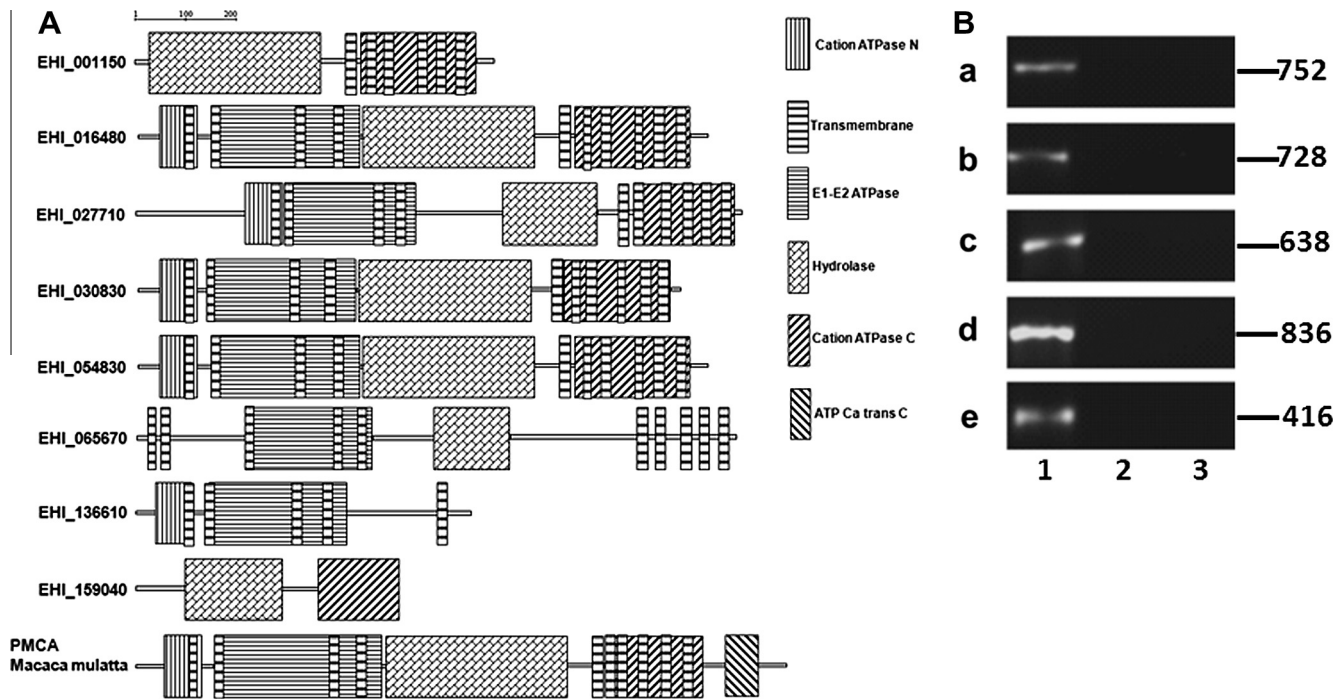 A
1 100 200
EHI_001150
EHI_016480
EHI_027710
EHI_030830
EHI_054830
EHI_065670
EHI_136610
EHI_159040
PMCA
Macaca mulatta
Cation ATPase N
Transmembrane
E1-E2 ATPase
Hydrolase
Cation ATPase C
ATP Ca trans C
B
a 752
b 728
c 638
d 836
e 416
1 2 3